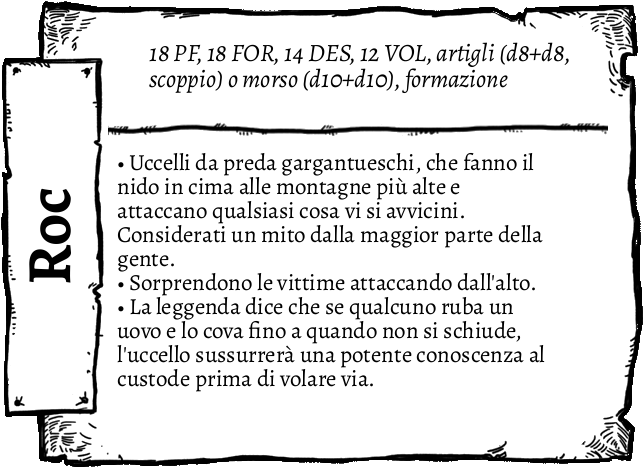 Roc
18 PF, 18 FOR, 14 DES, 12 VOL, artigli (d8+d8,
scoppio) o morso (d10+d10), formazione
• Uccelli da preda gargantueschi, che fanno il
nido in cima alle montagne più alte e
attaccano qualsiasi cosa vi si avvicini.
Considerati un mito dalla maggior parte della
gente.
• Sorprendono le vittime attaccando dall'alto.
• La leggenda dice che se qualcuno ruba un
uovo e lo cova fino a quando non si schiude,
l'uccello sussurrerà una potente conoscenza al
custode prima di volare via.